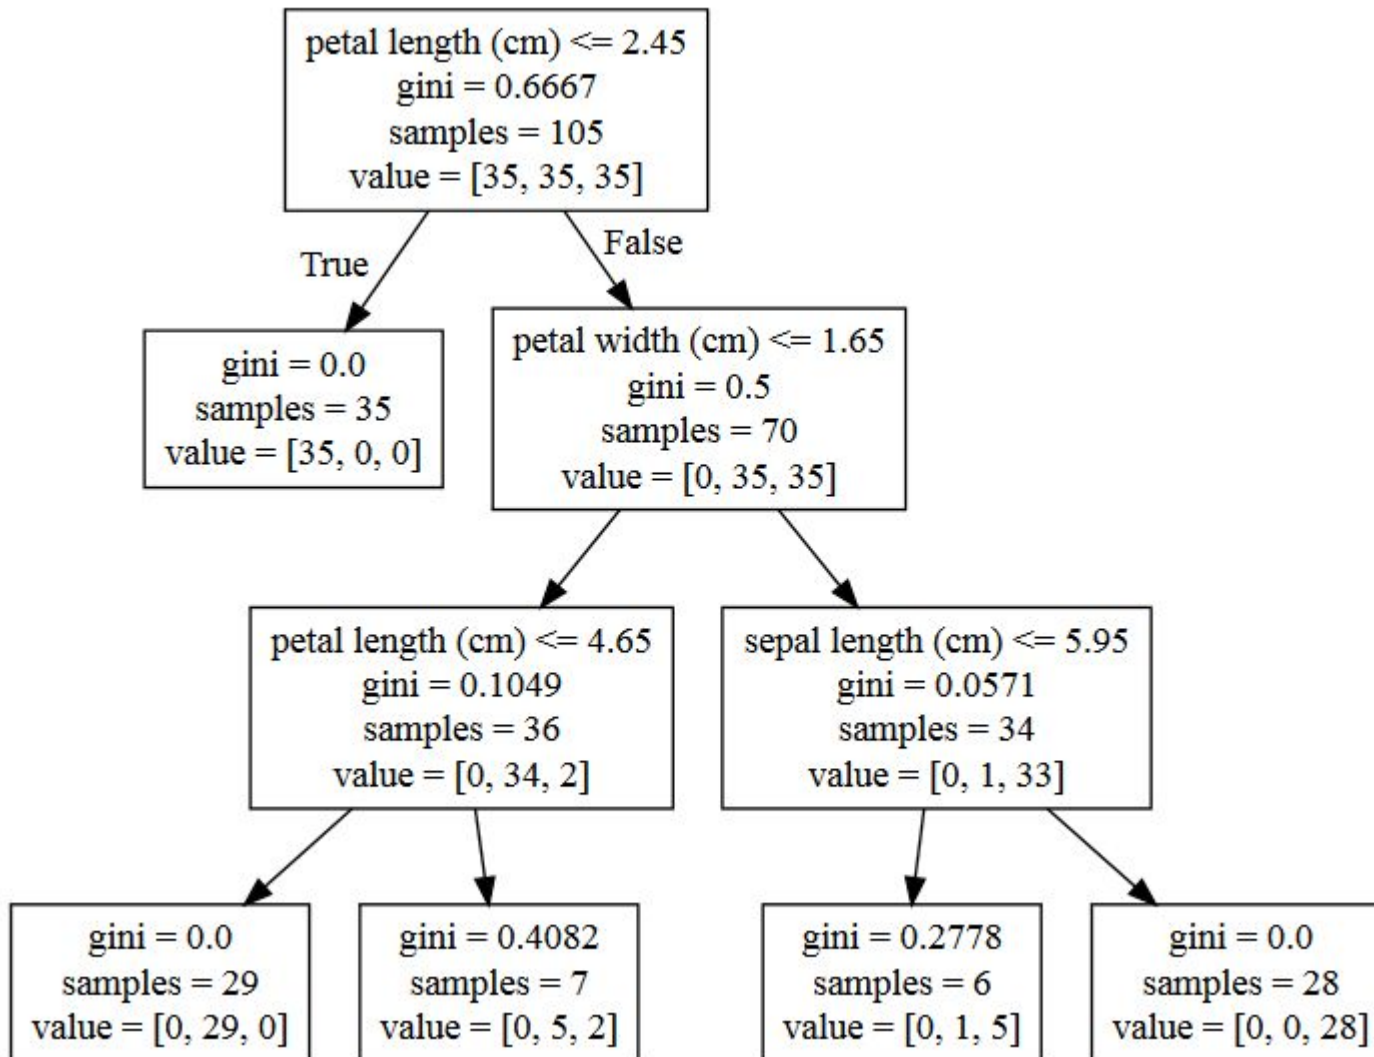 petal length (cm) <= 2.45
gini = 0.6667
samples = 105
value = [35, 35, 35]
True
False
gini = 0.0
samples = 35
value = [35, 0, 0]
petal width (cm) <= 1.65
gini = 0.5
samples = 70
value = [0, 35, 35]
petal length (cm) <= 4.65
gini = 0.1049
samples = 36
value = [0, 34, 2]
sepal length (cm) <= 5.95
gini = 0.0571
samples = 34
value = [0, 1, 33]
gini = 0.0
samples = 29
value = [0, 29, 0]
gini = 0.4082
samples = 7
value = [0, 5, 2]
gini = 0.2778
samples = 6
value = [0, 1, 5]
gini = 0.0
samples = 28
value = [0, 0, 28]